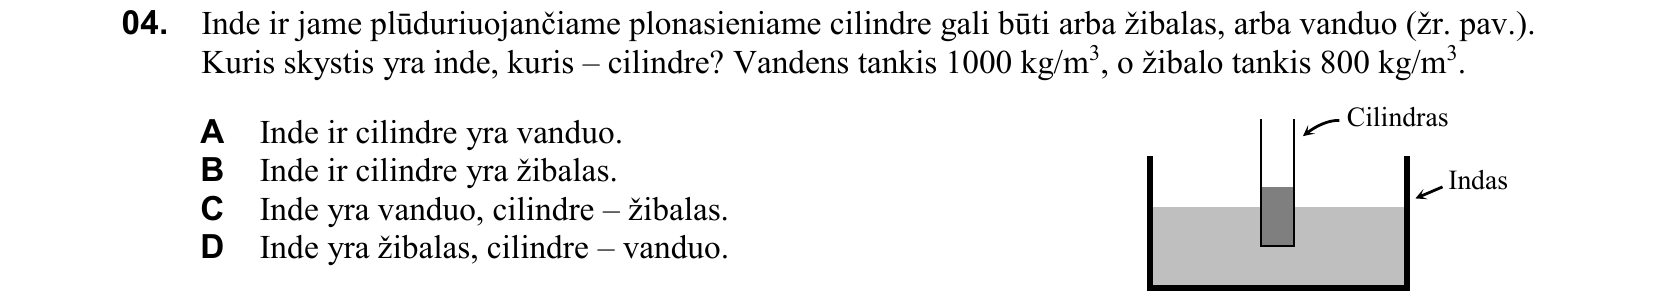 04. Inde ir jame plūduriuojančiame plonasieniame cilindre gali būti arba žibalas, arba vanduo (žr. pav.).
Kuris skystis yra inde, kuris – cilindre? Vandens tankis 1000 kg/m³, o žibalo tankis 800 kg/m³.
A Inde ir cilindre yra vanduo.
B Inde ir cilindre yra žibalas.
C Inde yra vanduo, cilindre – žibalas.
D Inde yra žibalas, cilindre – vanduo.
Cilindras
Indas